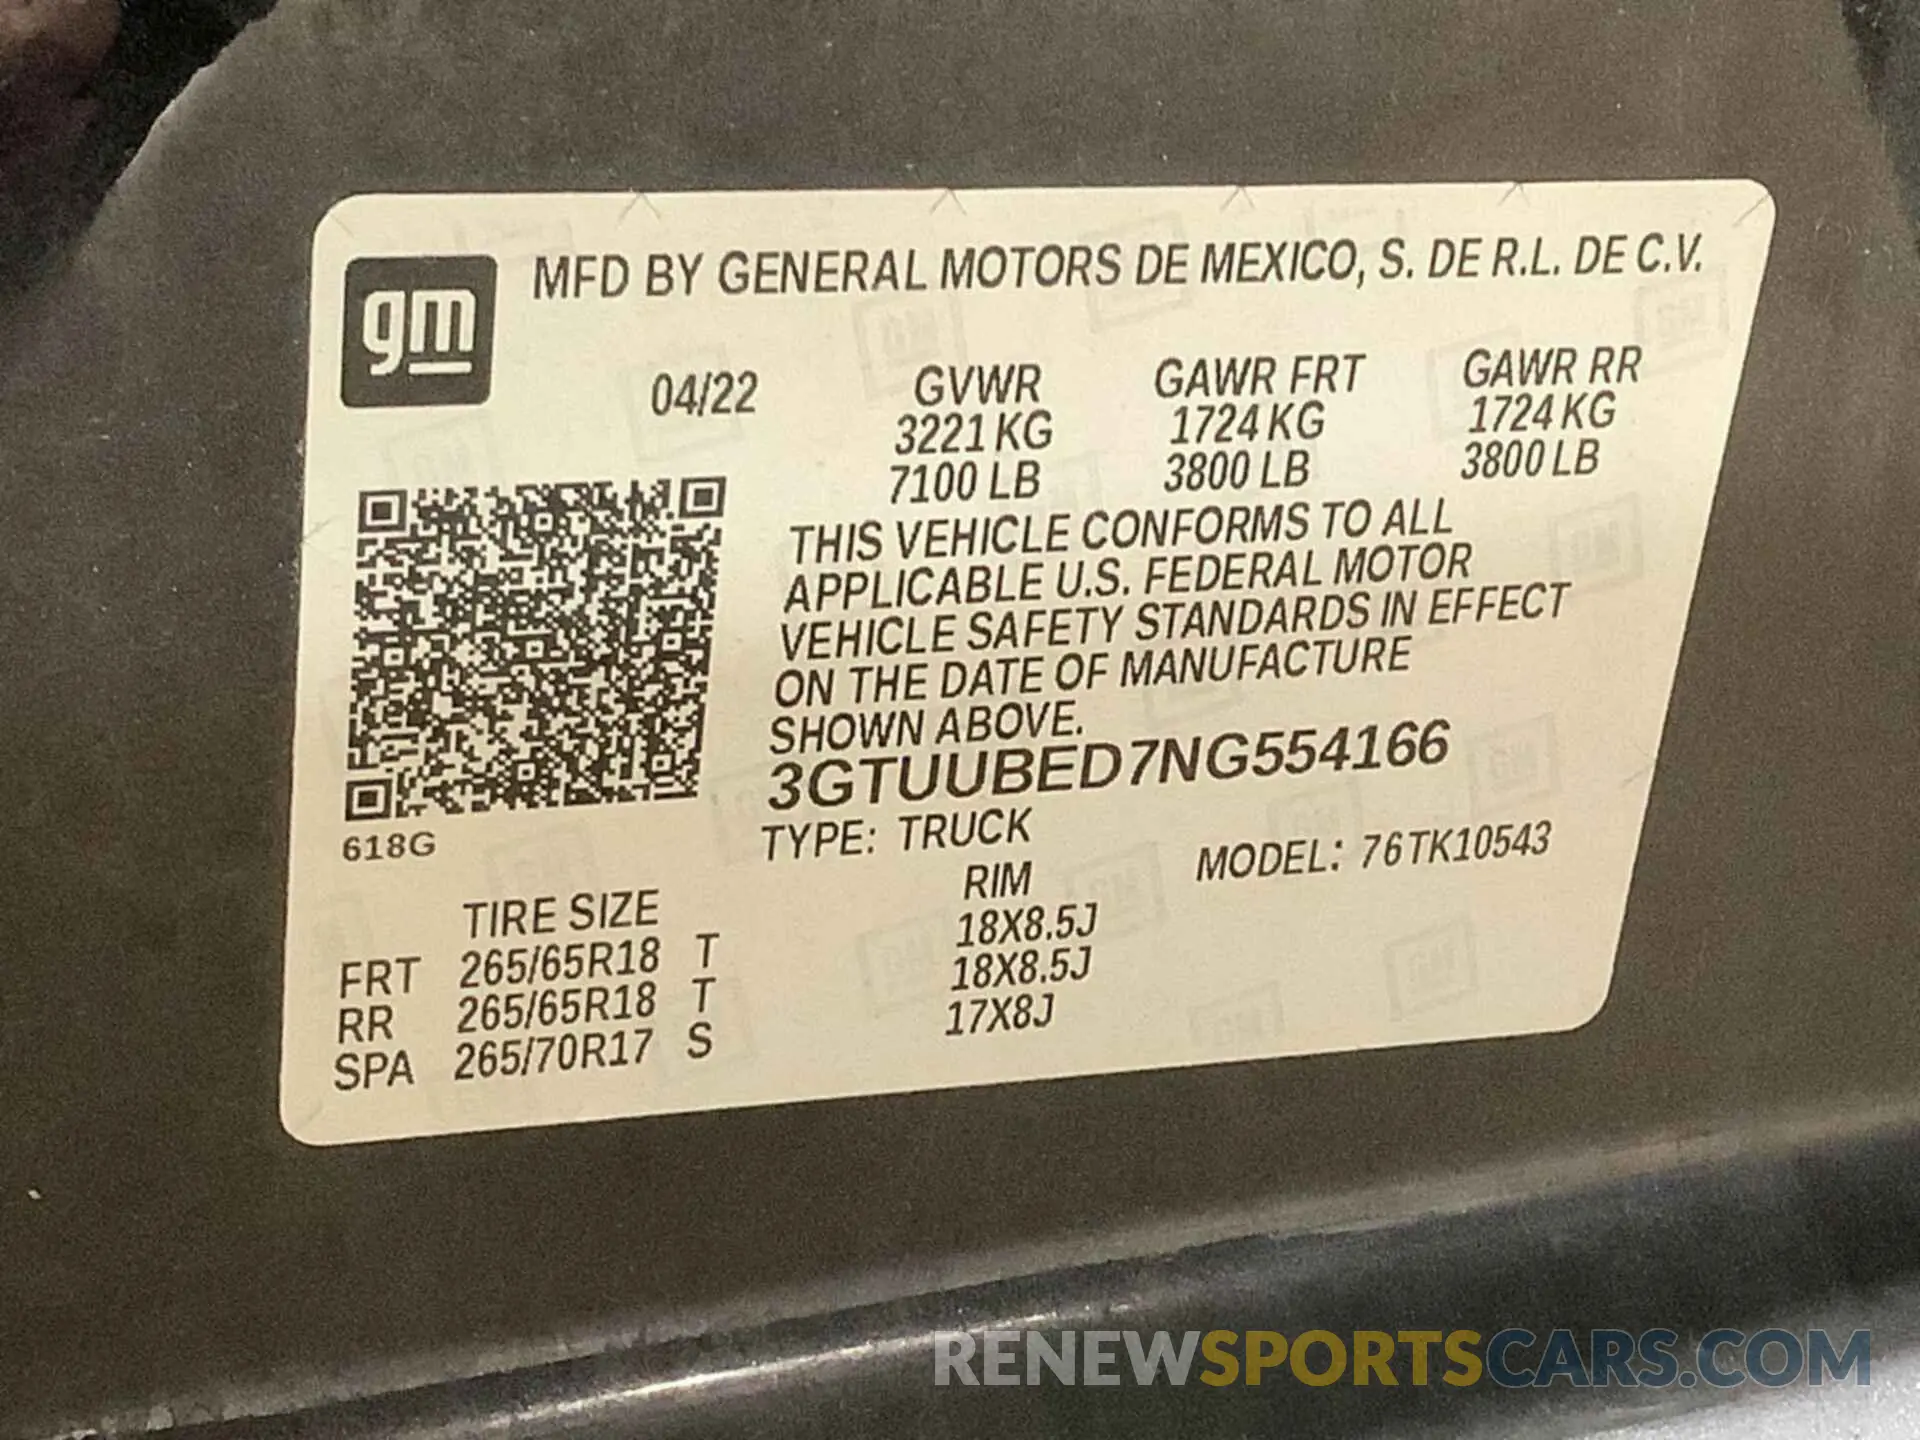 gm MFD BY GENERAL MOTORS DE MEXICO, S. DE R.L. DE C.V.
04/22 GVWR GAWR FRT GAWR RR
3221 KG 1724 KG 1724 KG
7100 LB 3800 LB 3800 LB
THIS VEHICLE CONFORMS TO ALL
APPLICABLE U.S. FEDERAL MOTOR
VEHICLE SAFETY STANDARDS IN EFFECT
ON THE DATE OF MANUFACTURE
SHOWN ABOVE.
3GTUUBED7NG554166
618G
TYPE: TRUCK MODEL: 76TK10543
TIRE SIZE RIM
FRT 265/65R18 T 18X8.5J
RR 265/65R18 T 18X8.5J
SPA 265/70R17 S 17X8J
RENEWSPORTSCARS.COM